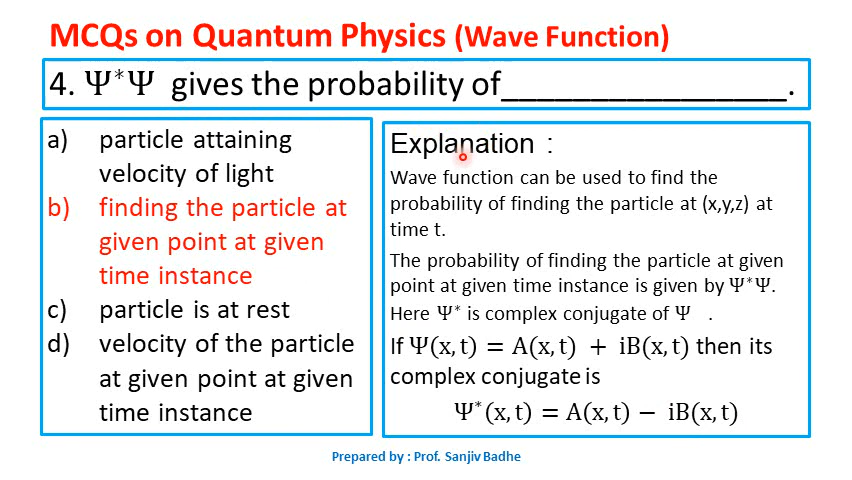 MCQs on Quantum Physics (Wave Function)
4. Ψ*Ψ gives the probability of________________.
a) particle attaining
velocity of light
b) finding the particle at
given point at given
time instance
c) particle is at rest
d) velocity of the particle
at given point at given
time instance
Explanation :
Wave function can be used to find the
probability of finding the particle at (x,y,z) at
time t.
The probability of finding the particle at given
point at given time instance is given by Ψ*Ψ.
Here Ψ* is complex conjugate of Ψ .
If Ψ(x, t) = A(x, t) + iB(x, t) then its
complex conjugate is
Ψ*(x, t) = A(x, t) − iB(x, t)
Prepared by : Prof. Sanjiv Badhe